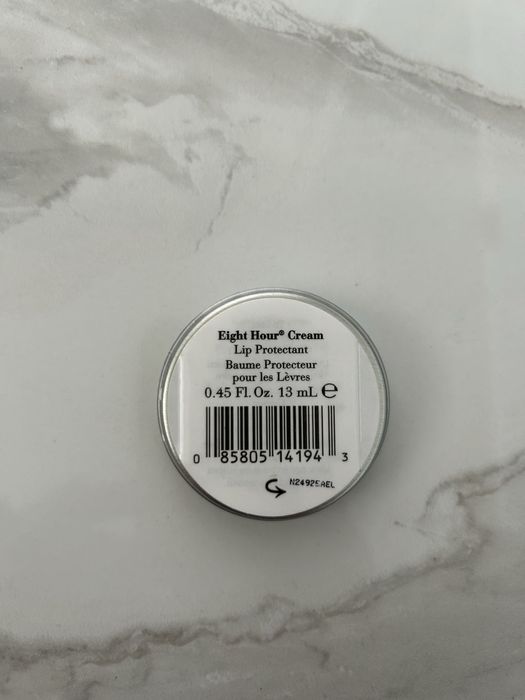 Eight Hour® Cream
Lip Protectant
Baume Protecteur
pour les Lèvres
0.45 Fl. Oz. 13 mL ℮
0 85805 14194 3